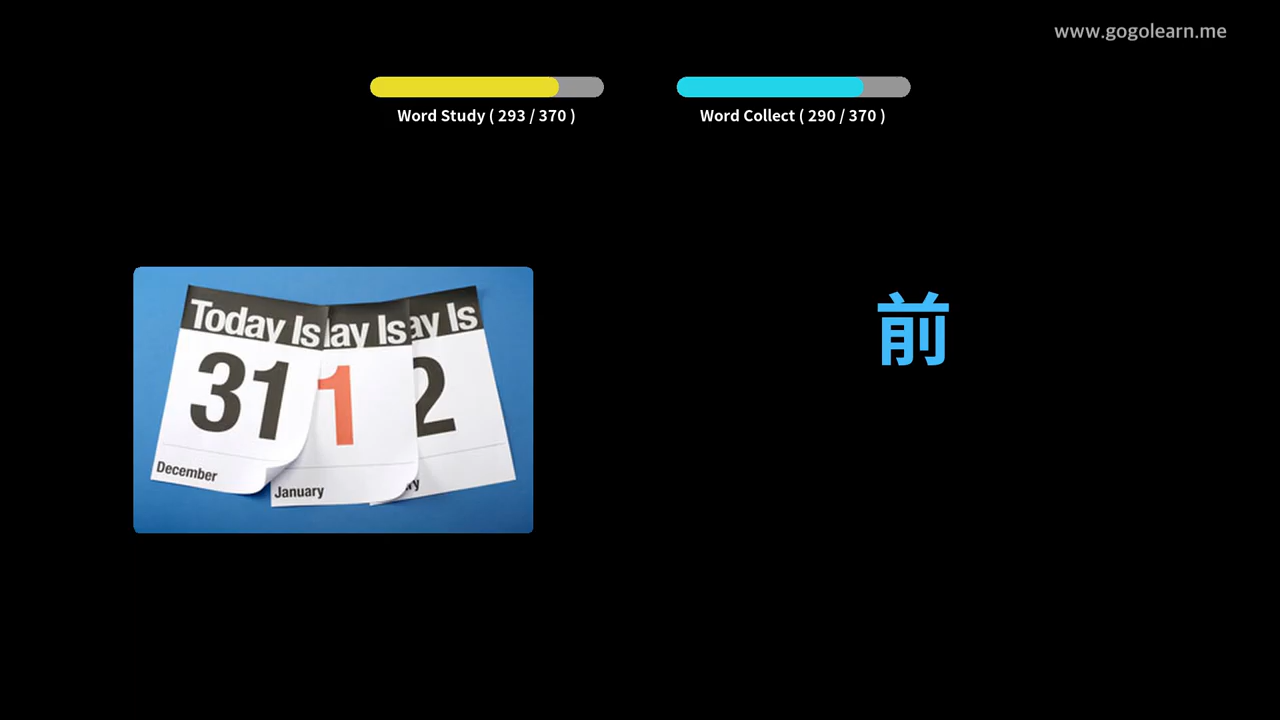 www.gogolearn.me
Word Study ( 293 / 370 )
Word Collect ( 290 / 370 )
前
Today Is
31
December
ay Is
1
January
ay Is
2
ry